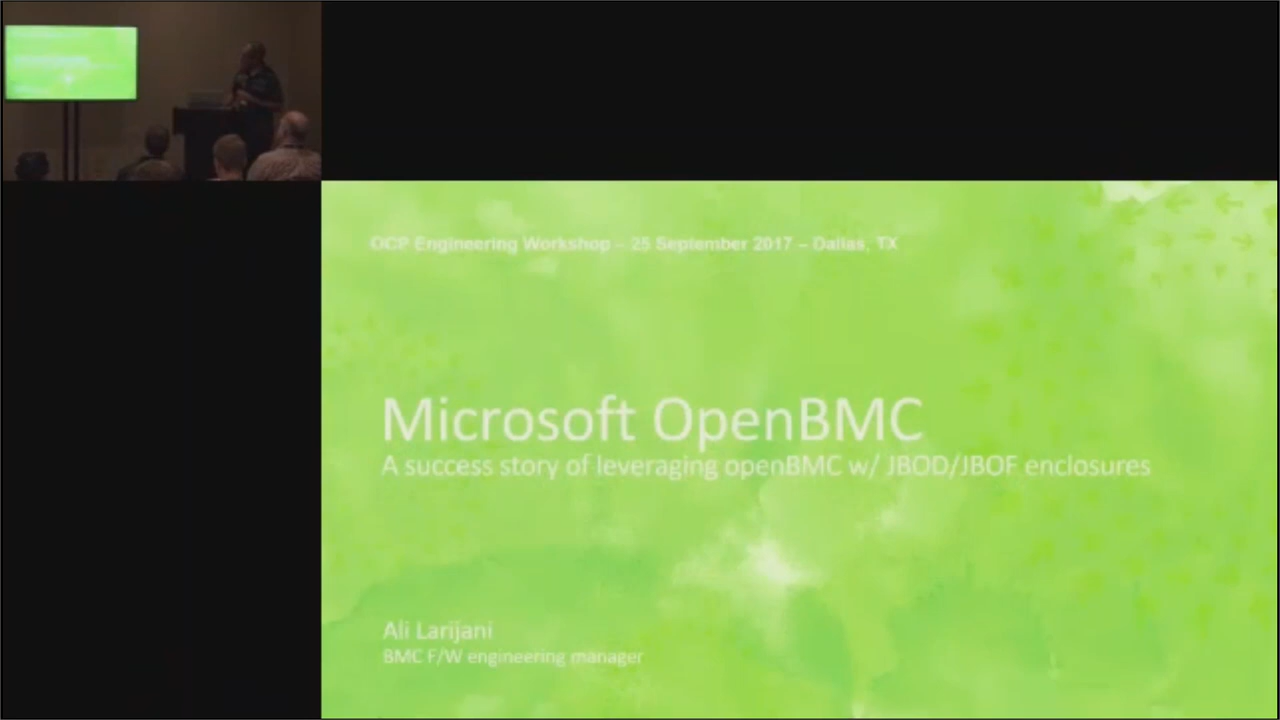 OCP Engineering Workshop – 25 September 2017 – Dallas, TX
Microsoft OpenBMC
A success story of leveraging openBMC w/ JBOD/JBOF enclosures
Ali Larijani
BMC F/W engineering manager